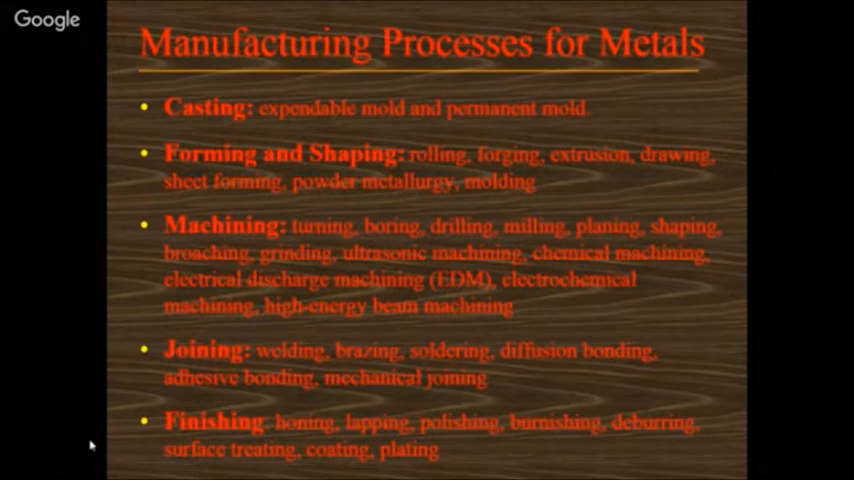 Google
Manufacturing Processes for Metals
• Casting: expendable mold and permanent mold.
• Forming and Shaping: rolling, forging, extrusion, drawing,
sheet forming, powder metallurgy, molding
• Machining: turning, boring, drilling, milling, planing, shaping,
broaching, grinding, ultrasonic machining, chemical machining,
electrical discharge machining (EDM), electrochemical
machining, high-energy beam machining
• Joining: welding, brazing, soldering, diffusion bonding,
adhesive bonding, mechanical joining
• Finishing: honing, lapping, polishing, burnishing, deburring,
surface treating, coating, plating